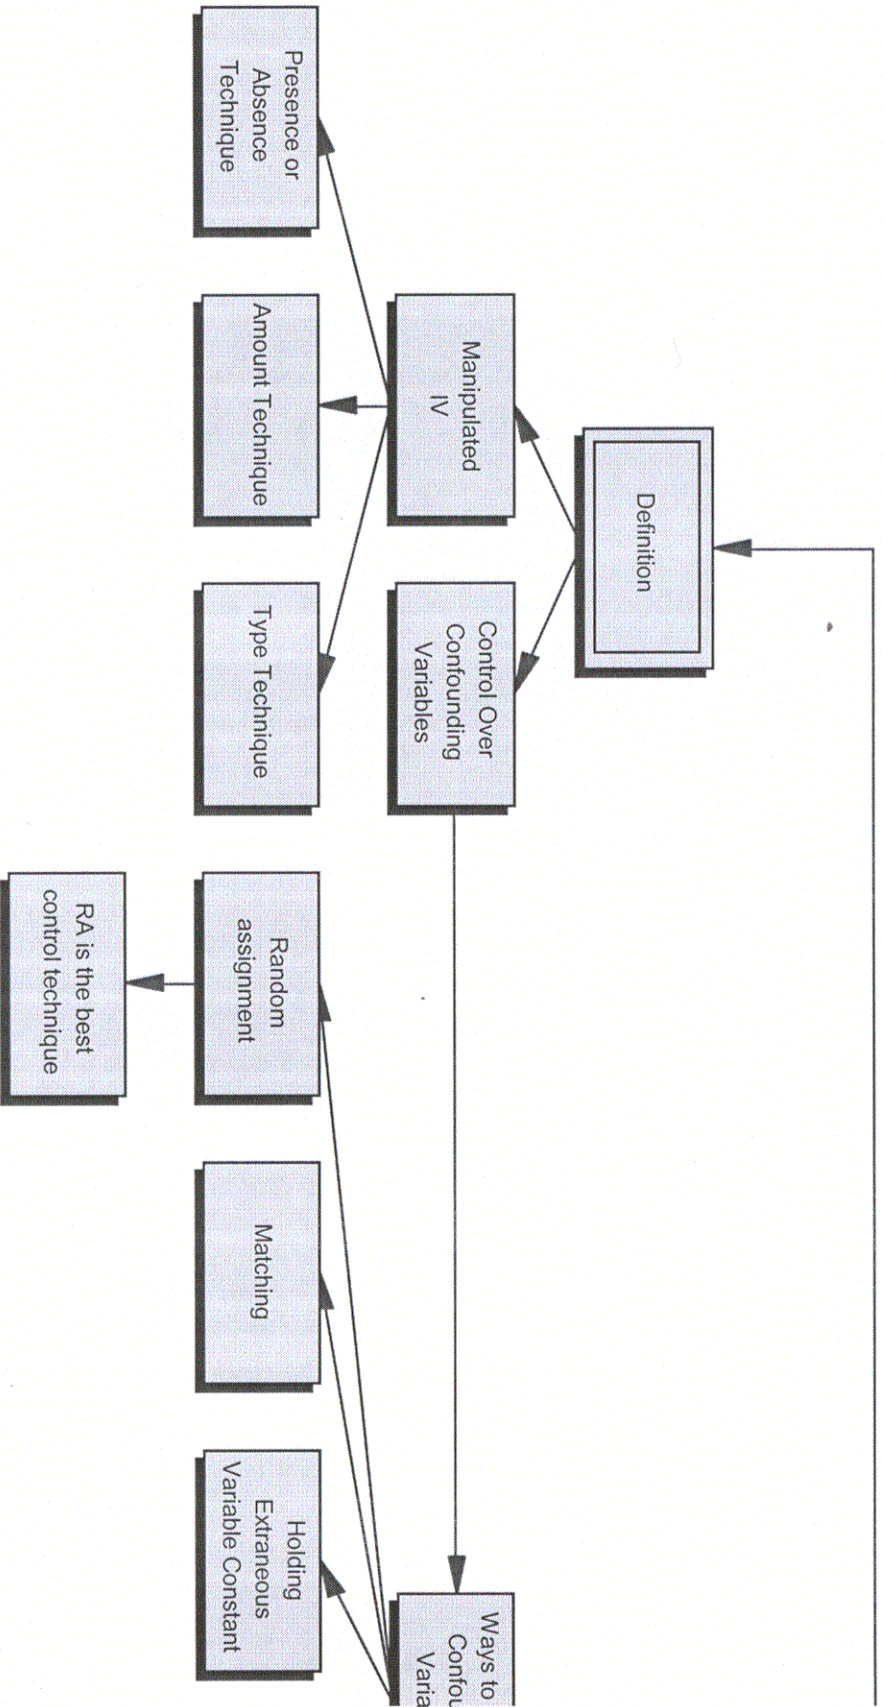 Definition
Manipulated
IV
Control Over
Confounding
Variables
Ways to
Presence or
Absence
Technique
Amount Technique
Type Technique
Random
assignment
Matching
Holding
Extraneous
Variable Constant
RA is the best
control technique